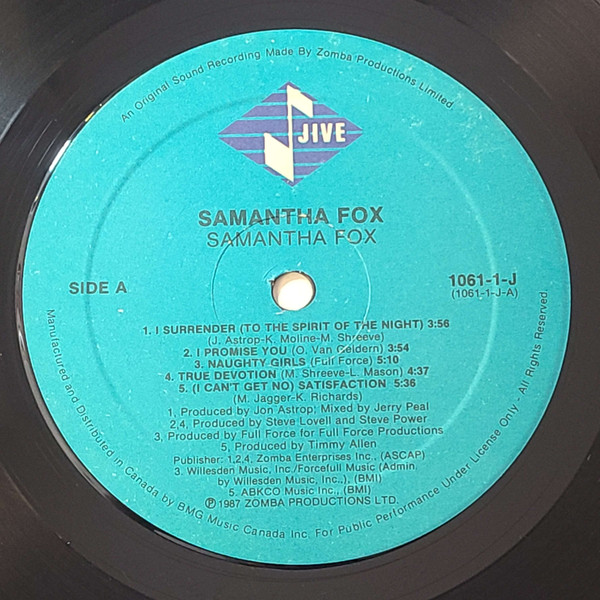 An Original Sound Recording Made By Zomba Productions Limited
JIVE
SAMANTHA FOX
SAMANTHA FOX
SIDE A
1061-1-J
(1061-1-J-A)
1. I SURRENDER (TO THE SPIRIT OF THE NIGHT) 3:56
(J. Astrop-K. Moline-M. Shreeve)
2. I PROMISE YOU (O. Van Geldern) 3:54
3. NAUGHTY GIRLS (Full Force) 5:10
4. TRUE DEVOTION (M. Shreeve-L. Mason) 4:37
5. (I CAN'T GET NO) SATISFACTION 5:36
(M. Jagger-K. Richards)
1, Produced by Jon Astrop; Mixed by Jerry Peal
2,4, Produced by Steve Lovell and Steve Power
3, Produced by Full Force for Full Force Productions
5, Produced by Timmy Allen
Publisher: 1,2,4, Zomba Enterprises Inc., (ASCAP)
3. Willesden Music, Inc./Forcefull Music (Admin.
by Willesden Music, Inc.,), (BMI)
5. ABKCO Music Inc., (BMI)
℗ 1987 ZOMBA PRODUCTIONS LTD.
Manufactured and Distributed in Canada by BMG Music Canada Inc. For Public Performance Under License Only - All Rights Reserved.